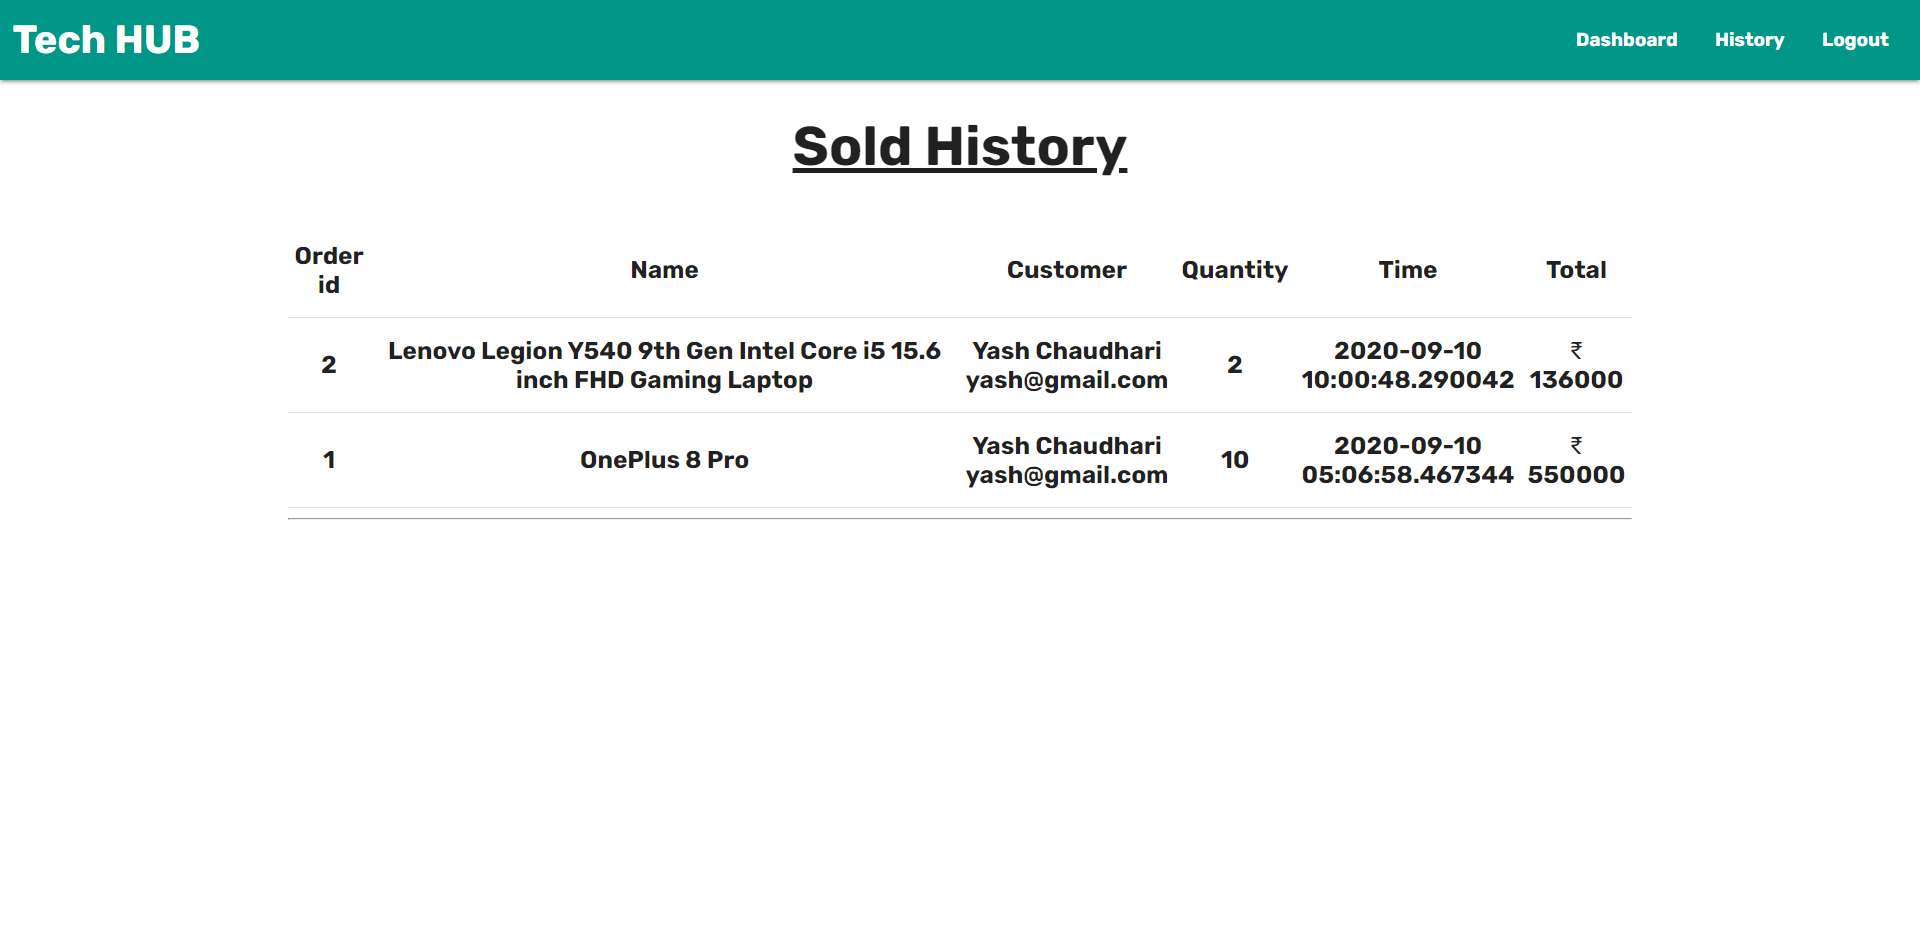 Tech HUB
Dashboard History Logout
Sold History
Order id Name Customer Quantity Time Total
2 Lenovo Legion Y540 9th Gen Intel Core i5 15.6 inch FHD Gaming Laptop Yash Chaudhari yash@gmail.com 2 2020-09-10 10:00:48.290042 ₹ 136000
1 OnePlus 8 Pro Yash Chaudhari yash@gmail.com 10 2020-09-10 05:06:58.467344 ₹ 550000